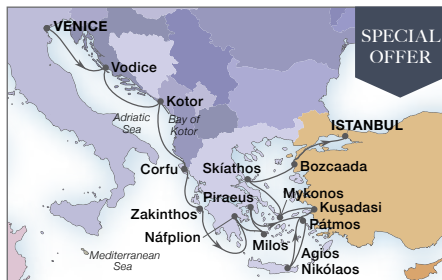 VENICE
SPECIAL
OFFER
Vodice
Kotor
Adriatic
Sea
Bay of
Kotor
ISTANBUL
Corfu
Skíathos
Bozcaada
Piraeus
Mykonos
Zakinthos
Kuşadasi
Náfplion
Pátmos
Milos
Mediterranean
Sea
Agios
Nikólaos